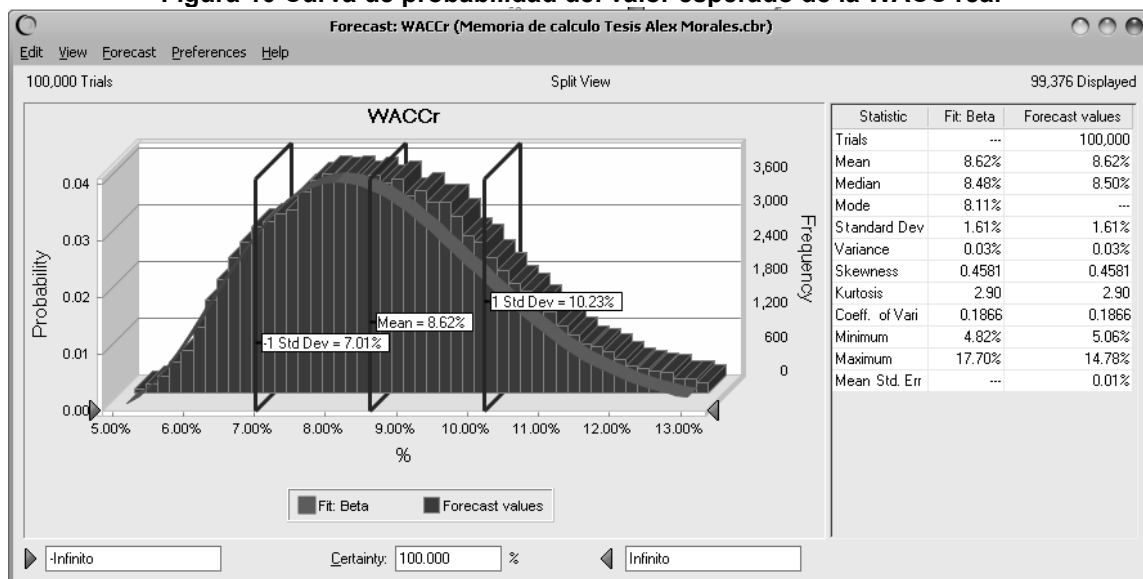 Figura 10 Curva de probabilidad del valor esperado de la WACC real
Forecast: WACCr (Memoria de calculo Tesis Alex Morales.cbr)
Edit View Forecast Preferences Help
100,000 Trials Split View 99,376 Displayed
WACCr
Probability
0.04
0.03
0.02
0.01
0.00
3,600
3,000
2,400
1,800
1,200
600
0
Frequency
1 Std Dev = 10.23%
Mean = 8.62%
-1 Std Dev = 7.01%
5.00% 6.00% 7.00% 8.00% 9.00% 10.00% 11.00% 12.00% 13.00%
%
Fit: Beta Forecast values
Statistic Fit: Beta Forecast values
Trials --- 100,000
Mean 8.62% 8.62%
Median 8.48% 8.50%
Mode 8.11% ---
Standard Dev 1.61% 1.61%
Variance 0.03% 0.03%
Skewness 0.4581 0.4581
Kurtosis 2.90 2.90
Coeff. of Vari 0.1866 0.1866
Minimum 4.82% 5.06%
Maximum 17.70% 14.78%
Mean Std. Err --- 0.01%
-Infinito Certainty: 100.000 % Infinito